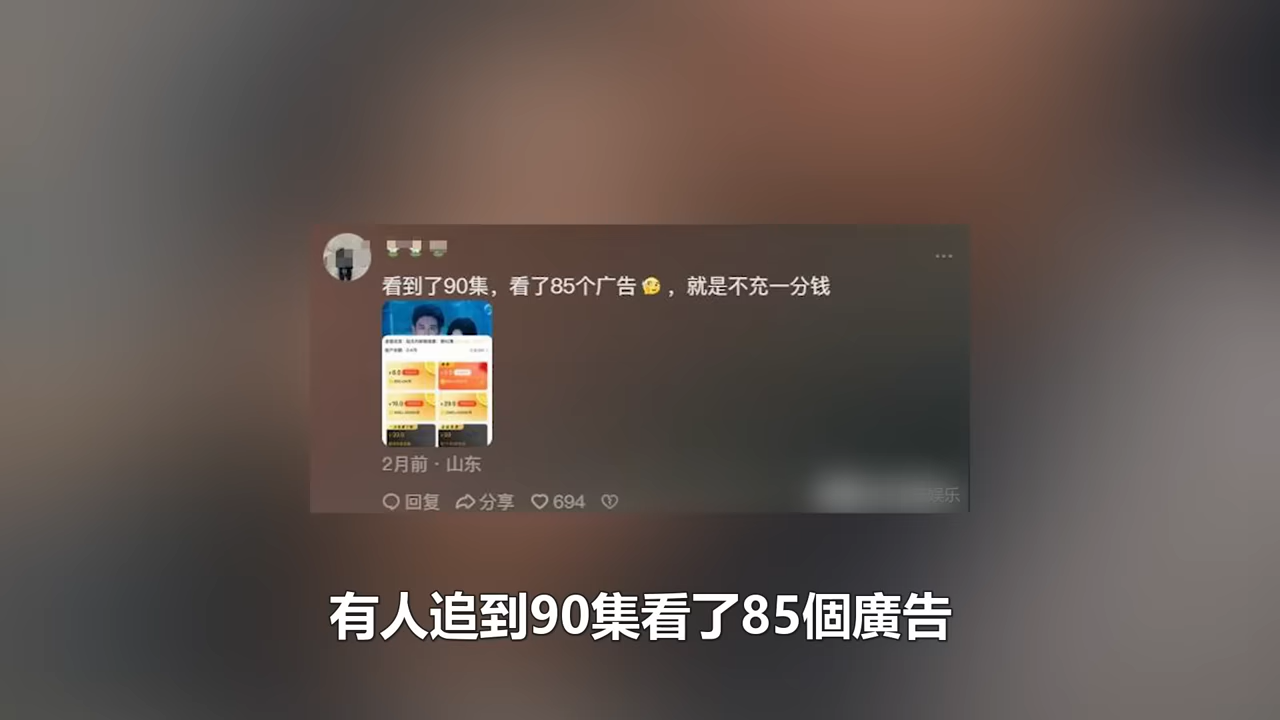 看到了90集，看了85个广告🧐，就是不充一分钱
2月前 · 山东
回复 分享 694
娱乐
有人追到90集看了85個廣告